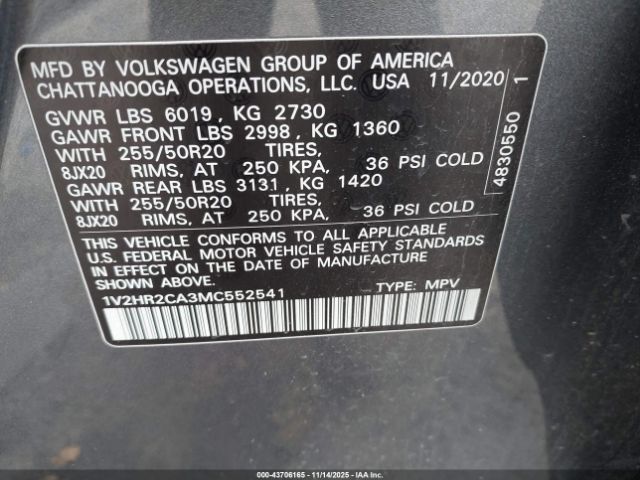 MFD BY VOLKSWAGEN GROUP OF AMERICA
CHATTANOOGA OPERATIONS, LLC. USA 11/2020
GVWR LBS 6019, KG 2730
GAWR FRONT LBS 2998, KG 1360
WITH 255/50R20 TIRES,
8JX20 RIMS, AT 250 KPA, 36 PSI COLD
GAWR REAR LBS 3131, KG 1420
WITH 255/50R20 TIRES,
8JX20 RIMS, AT 250 KPA, 36 PSI COLD
THIS VEHICLE CONFORMS TO ALL APPLICABLE
U.S. FEDERAL MOTOR VEHICLE SAFETY STANDARDS
IN EFFECT ON THE DATE OF MANUFACTURE
SHOWN ABOVE.
1V2HR2CA3MC552541 TYPE: MPV
4830550 1
000-43706165 - 11/14/2025 - IAA Inc.